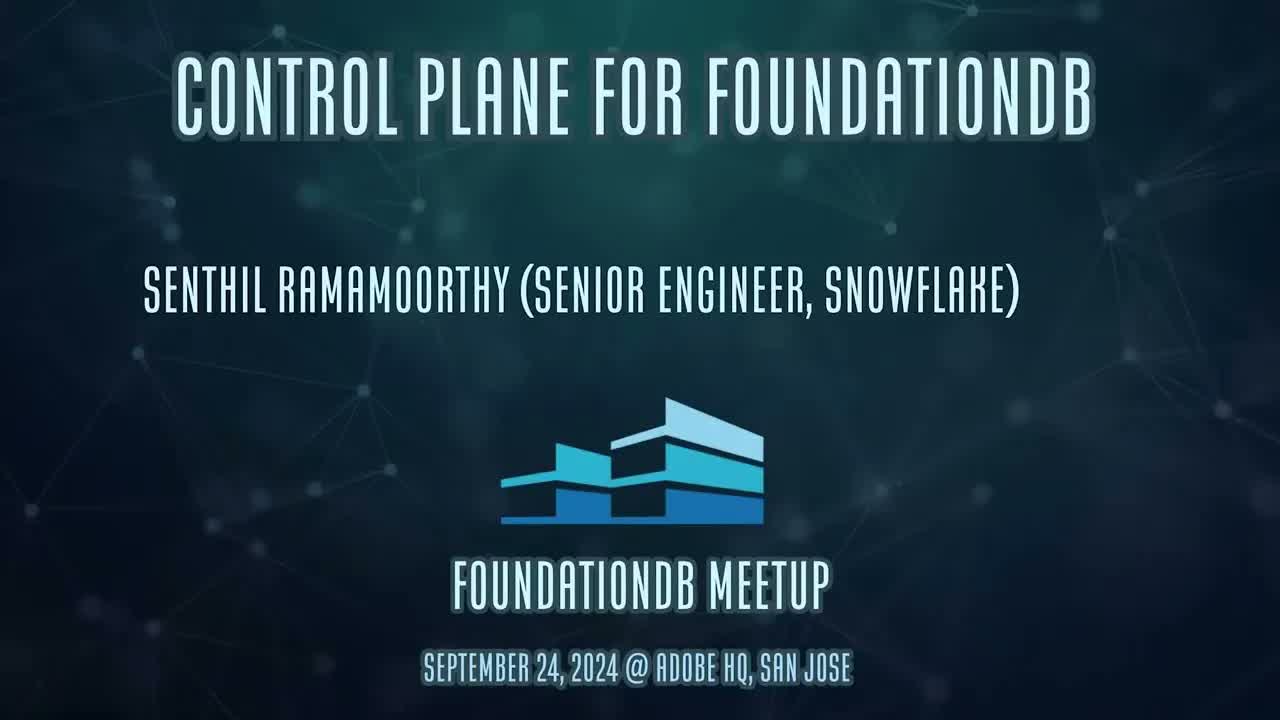 CONTROL PLANE FOR FOUNDATIONDB
SENTHIL RAMAMOORTHY (SENIOR ENGINEER, SNOWFLAKE)
FOUNDATIONDB MEETUP
SEPTEMBER 24, 2024 @ ADOBE HQ, SAN JOSE